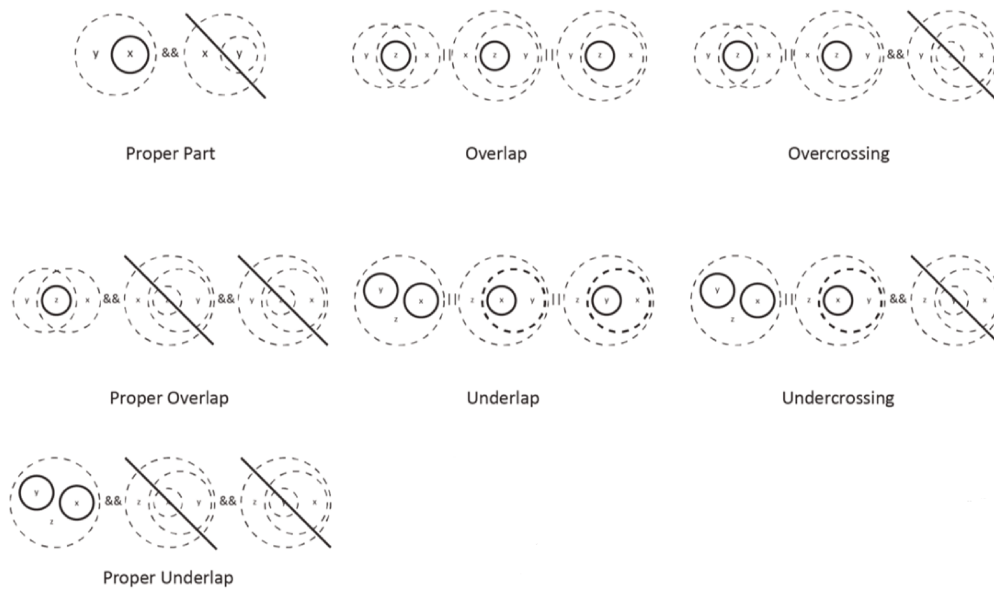 y x && x y
y z x || x z y || y z x
y z x || x z y && y x
Proper Part
Overlap
Overcrossing
y z x && x y && y x
y x z || z x y || z y x
y x z || z x y && z y x
Proper Overlap
Underlap
Undercrossing
y x z && z y && z x
Proper Underlap